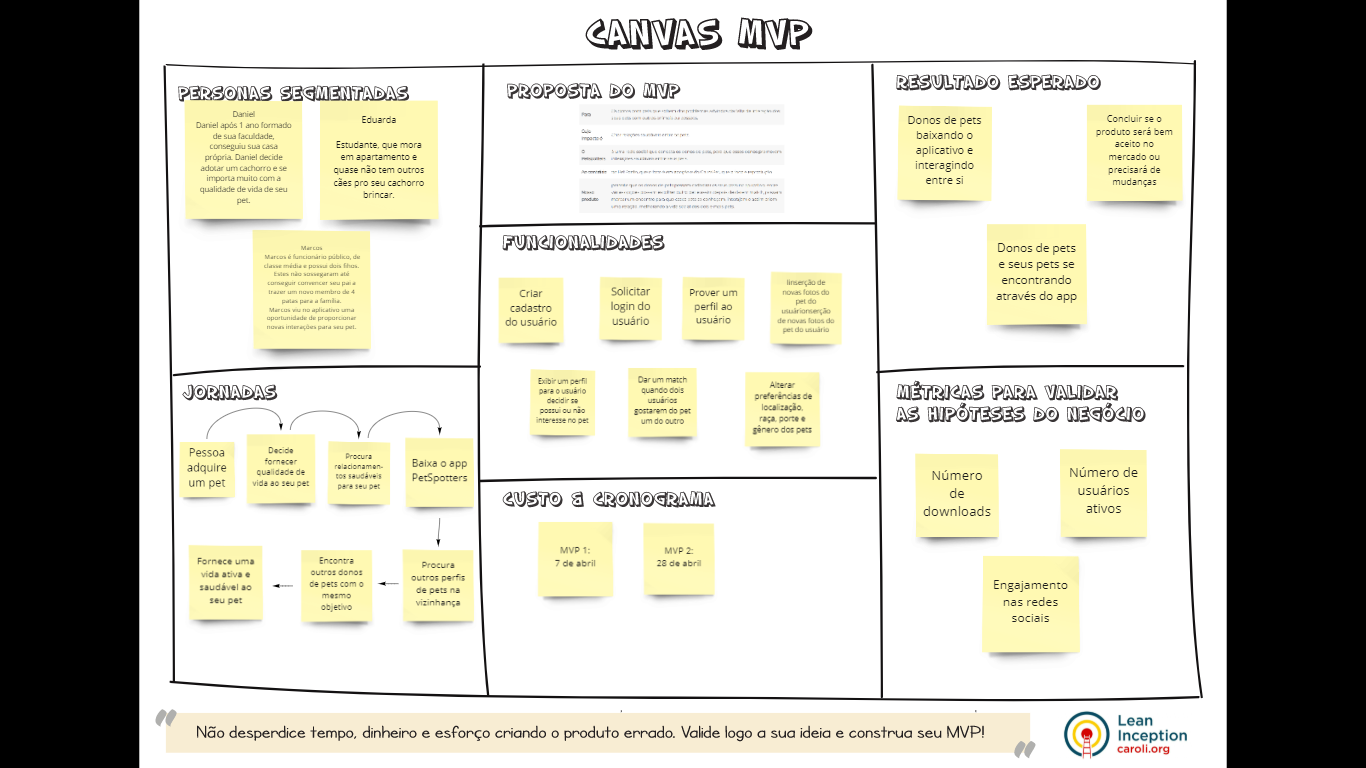 CANVAS MVP
PERSONAS SEGMENTADAS
Daniel
Daniel após 1 ano formado
de sua faculdade,
conseguiu sua casa
própria. Daniel decide
adotar um cachorro e se
importa muito com a
qualidade de vida de seu
pet.
Eduarda
Estudante, que mora
em apartamento e
quase não tem outros
cães pro seu cachorro
brincar.
Marcos
Marcos é funcionário público, de
classe média e possui dois filhos.
Estes não sossegaram até
conseguir convencer seu pai a
trazer um novo membro de 4
patas para a família.
Marcos viu no aplicativo uma
oportunidade de proporcionar
novas interações para seu pet.
PROPOSTA DO MVP
Para
O
Nosso
produto
FUNCIONALIDADES
Criar
cadastro
do usuário
Solicitar
login do
usuário
Prover um
perfil ao
usuário
Iinserção de
novas fotos do
pet do
usuárionserção
de novas fotos do
pet do usuário
Exibir um perfil
para o usuário
decidir se
possui ou não
interesse no pet
Dar um match
quando dois
usuários
gostarem do pet
um do outro
Alterar
preferências de
localização,
raça, porte e
gênero dos pets
RESULTADO ESPERADO
Donos de pets
baixando o
aplicativo e
interagindo
entre si
Concluir se o
produto será bem
aceito no
mercado ou
precisará de
mudanças
Donos de pets
e seus pets se
encontrando
através do app
JORNADAS
Pessoa
adquire
um pet
Decide
fornecer
qualidade de
vida ao seu pet
Procura
relacionamen-
tos saudáveis
para seu pet
Baixa o app
PetSpotters
Procura
outros perfis
de pets na
vizinhança
Encontra
outros donos
de pets com o
mesmo
objetivo
Fornece uma
vida ativa e
saudável ao
seu pet
CUSTO & CRONOGRAMA
MVP 1:
7 de abril
MVP 2:
28 de abril
MÉTRICAS PARA VALIDAR
AS HIPÓTESES DO NEGÓCIO
Número
de
downloads
Número de
usuários
ativos
Engajamento
nas redes
sociais
" Não desperdice tempo, dinheiro e esforço criando o produto errado. Valide logo a sua ideia e construa seu MVP! "
Lean
Inception
caroli.org